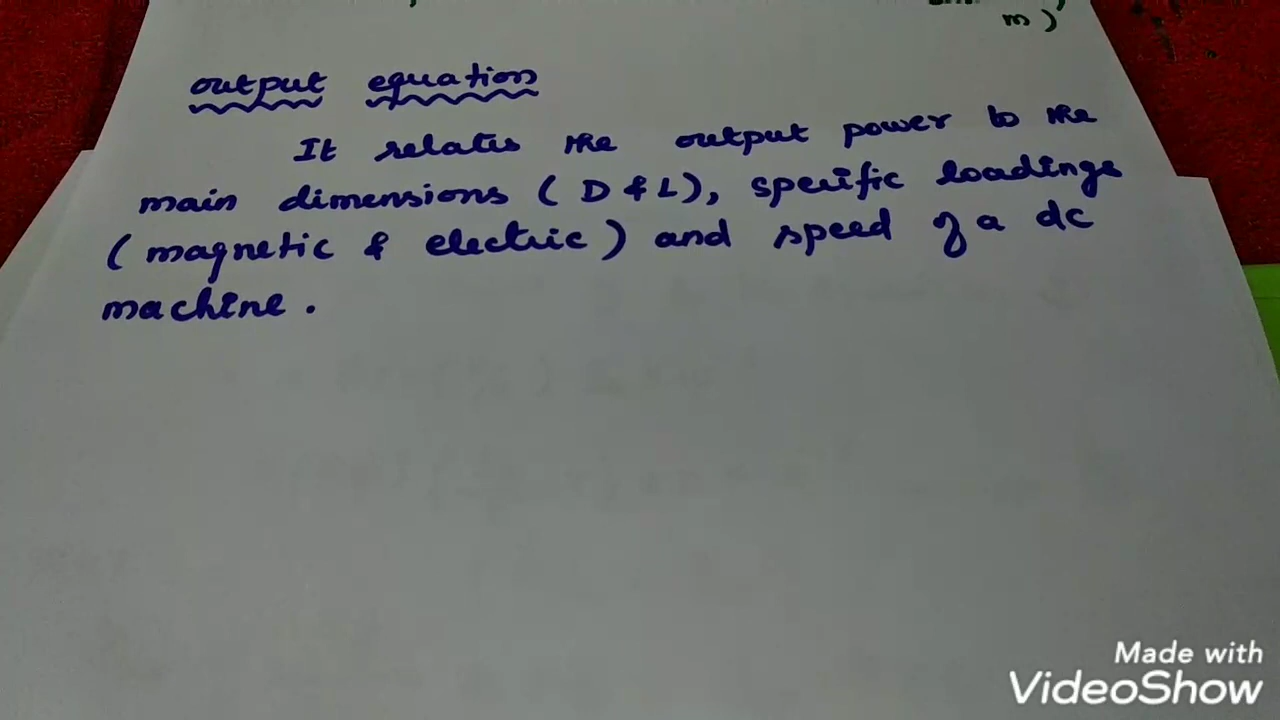 m)
output equation
It relates the output power to the
main dimensions (D & L), specific loadings
(magnetic & electric) and speed of a dc
machine.
Made with
VideoShow